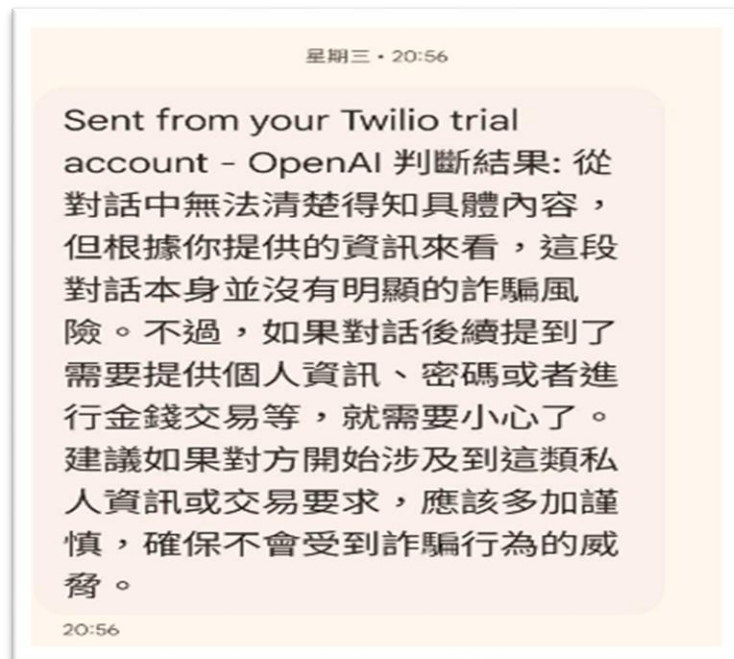 星期三・20:56
Sent from your Twilio trial
account - OpenAI 判斷結果: 從
對話中無法清楚得知具體內容，
但根據你提供的資訊來看，這段
對話本身並沒有明顯的詐騙風
險。不過，如果對話後續提到了
需要提供個人資訊、密碼或者進
行金錢交易等，就需要小心了。
建議如果對方開始涉及到這類私
人資訊或交易要求，應該多加謹
慎，確保不會受到詐騙行為的威
脅。
20:56